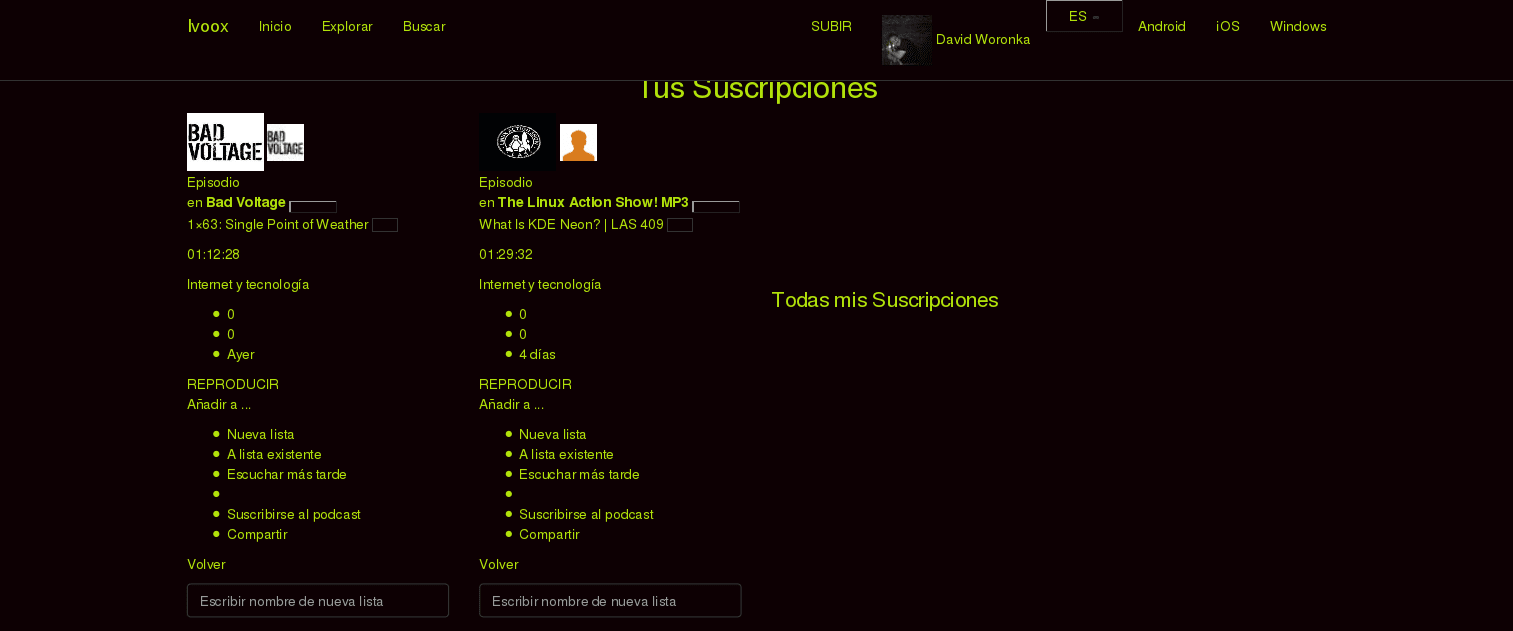 Ivoox Inicio Explorar Buscar SUBIR David Woronka ES Android iOS Windows
Tus Suscripciones
BAD VOLTAGE
BAD VOLTAGE
Episodio
en Bad Voltage
1×63: Single Point of Weather
01:12:28
Internet y tecnología
0
0
Ayer
REPRODUCIR
Añadir a ...
Nueva lista
A lista existente
Escuchar más tarde
Suscribirse al podcast
Compartir
Volver
Escribir nombre de nueva lista
Episodio
en The Linux Action Show! MP3
What Is KDE Neon? | LAS 409
01:29:32
Internet y tecnología
0
0
4 días
REPRODUCIR
Añadir a ...
Nueva lista
A lista existente
Escuchar más tarde
Suscribirse al podcast
Compartir
Volver
Escribir nombre de nueva lista
Todas mis Suscripciones